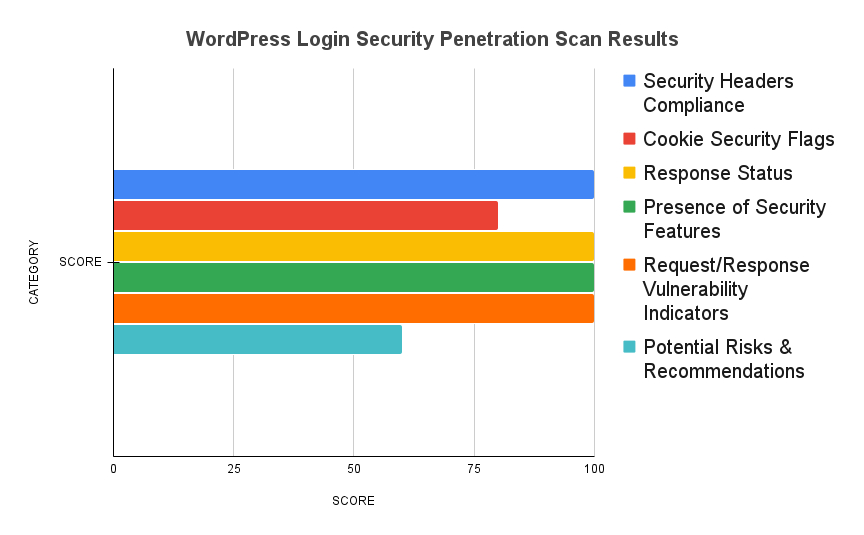 WordPress Login Security Penetration Scan Results
Security Headers
Compliance
Cookie Security Flags
Response Status
Presence of Security
Features
Request/Response
Vulnerability
Indicators
Potential Risks &
Recommendations
CATEGORY
SCORE
0 25 50 75 100
SCORE